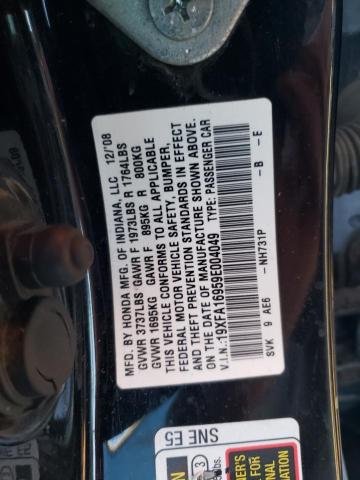 MFD. BY HONDA MFG. OF INDIANA, LLC 12/'08
GVWR 3737LBS GAWR F 1973LBS R 1764LBS
GVWR 1695KG GAWR F 895KG R 800KG
THIS VEHICLE CONFORMS TO ALL APPLICABLE
FEDERAL MOTOR VEHICLE SAFETY, BUMPER,
AND THEFT PREVENTION STANDARDS IN EFFECT
ON THE DATE OF MANUFACTURE SHOWN ABOVE.
V.I.N.:19XFA16959E004049 TYPE: PASSENGER CAR
-NH731P -B -E
SVK 9 AE6
SNE E5